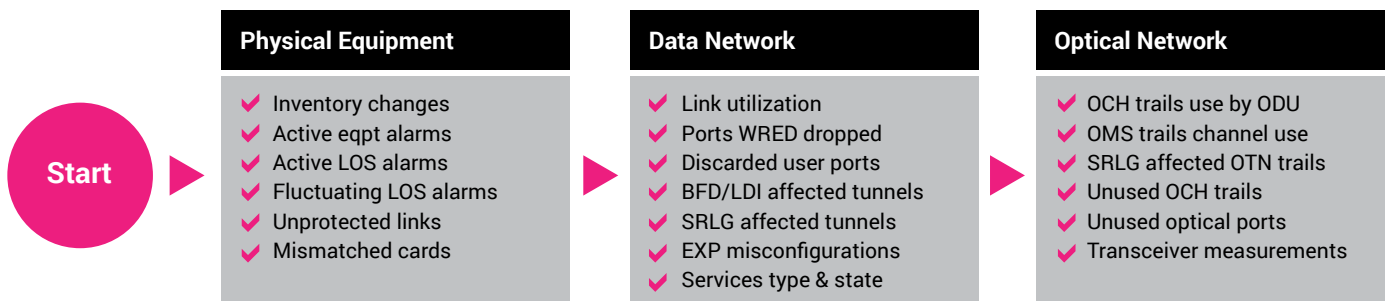 Start
Physical Equipment
Inventory changes
Active eqpt alarms
Active LOS alarms
Fluctuating LOS alarms
Unprotected links
Mismatched cards
Data Network
Link utilization
Ports WRED dropped
Discarded user ports
BFD/LDI affected tunnels
SRLG affected tunnels
EXP misconfigurations
Services type & state
Optical Network
OCH trails use by ODU
OMS trails channel use
SRLG affected OTN trails
Unused OCH trails
Unused optical ports
Transceiver measurements